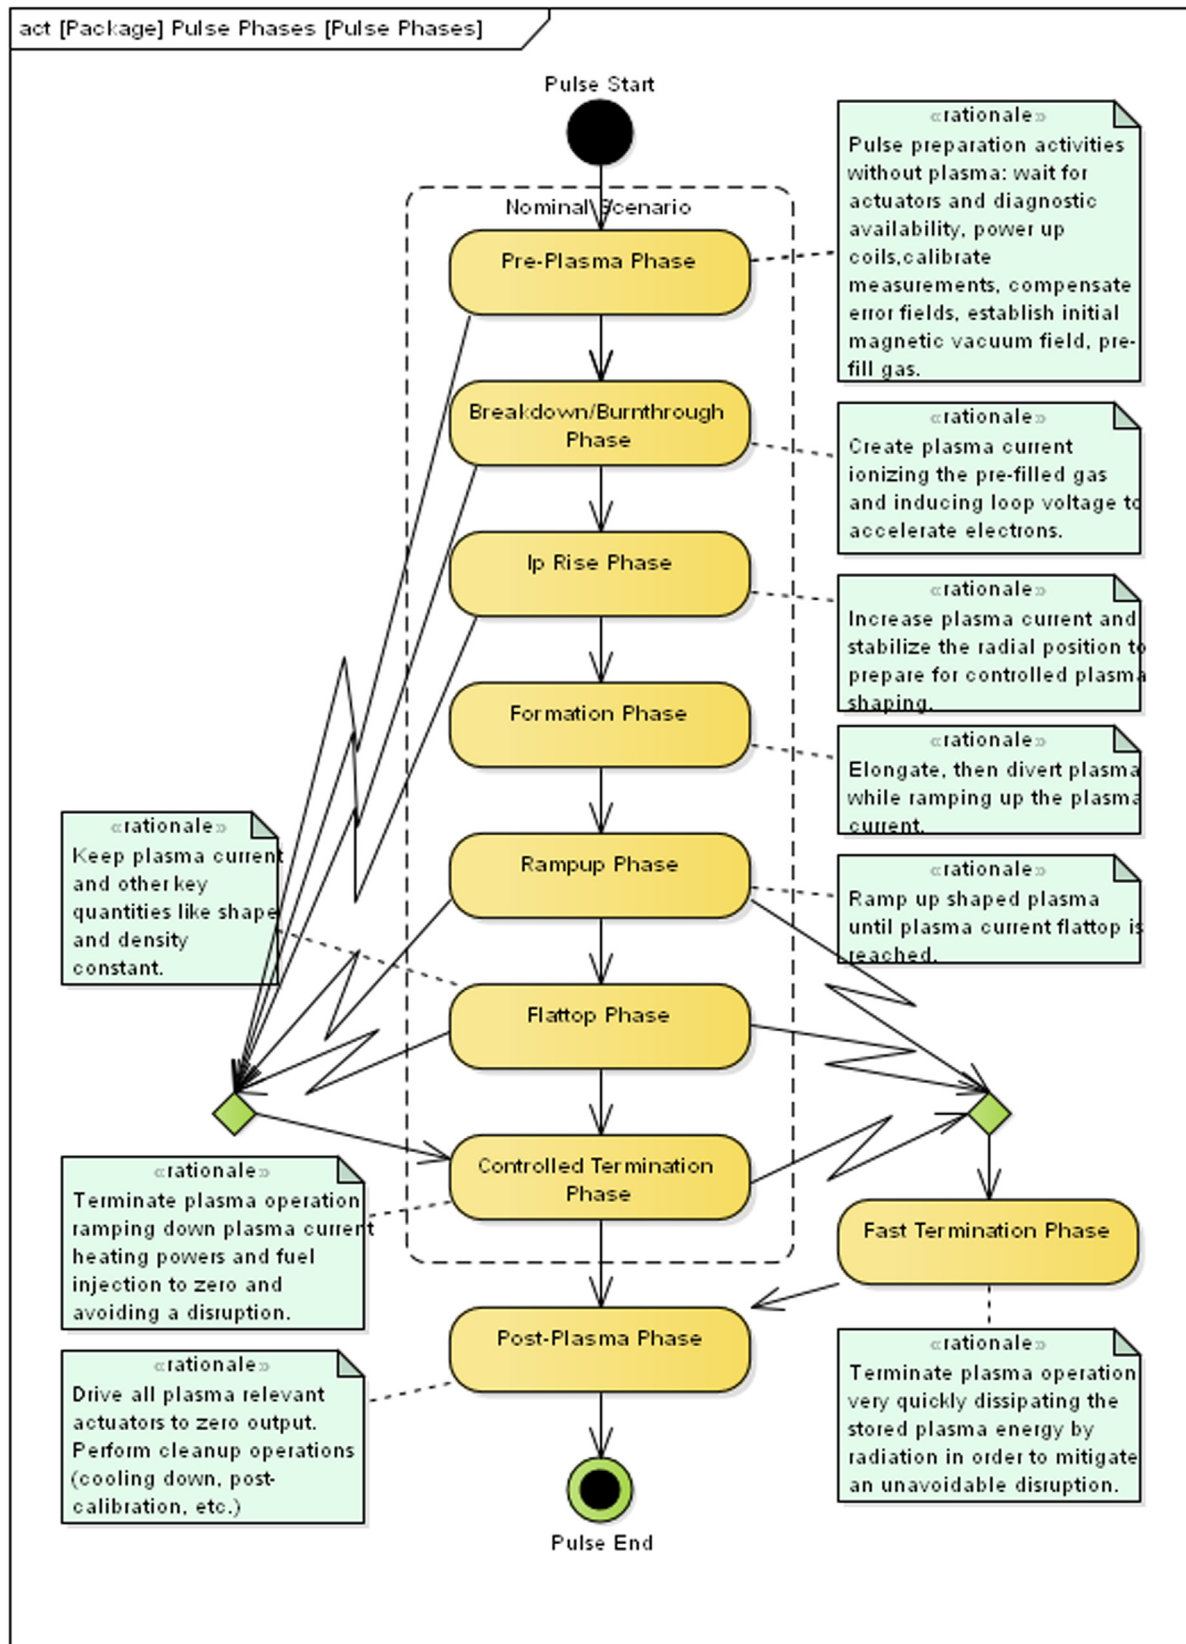 act [Package] Pulse Phases [Pulse Phases]
Pulse Start
Nominal Scenario
Pre-Plasma Phase
«rationale»
Pulse preparation activities
without plasma: wait for
actuators and diagnostic
availability, power up
coils,calibrate
measurements, compensate
error fields, establish initial
magnetic vacuum field, pre-
fill gas.
Breakdown/Burnthrough
Phase
«rationale»
Create plasma current
ionizing the pre-filled gas
and inducing loop voltage to
accelerate electrons.
Ip Rise Phase
«rationale»
Increase plasma current and
stabilize the radial position to
prepare for controlled plasma
shaping.
Formation Phase
«rationale»
Elongate, then divert plasma
while ramping up the plasma
current.
Rampup Phase
«rationale»
Ramp up shaped plasma
until plasma current flattop is
reached.
«rationale»
Keep plasma current
and other key
quantities like shape
and density
constant.
Flattop Phase
Controlled Termination
Phase
«rationale»
Terminate plasma operation
ramping down plasma current
heating powers and fuel
injection to zero and
avoiding a disruption.
Fast Termination Phase
Post-Plasma Phase
«rationale»
Drive all plasma relevant
actuators to zero output.
Perform cleanup operations
(cooling down, post-
calibration, etc.)
«rationale»
Terminate plasma operation
very quickly dissipating the
stored plasma energy by
radiation in order to mitigate
an unavoidable disruption.
Pulse End